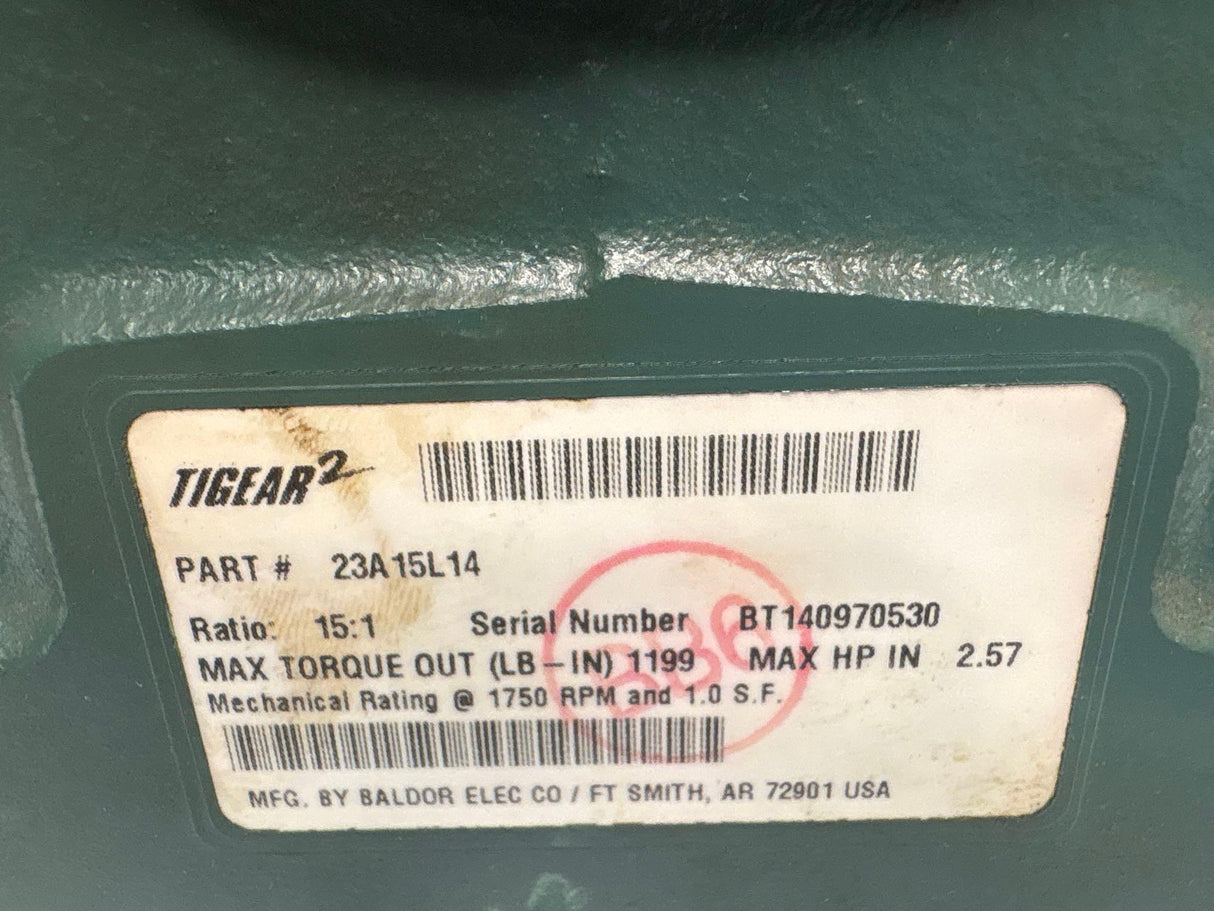 TIGEAR2
PART # 23A15L14
Ratio: 15:1 Serial Number BT140970530
MAX TORQUE OUT (LB-IN) 1199 MAX HP IN 2.57
Mechanical Rating @ 1750 RPM and 1.0 S.F.
MFG. BY BALDOR ELEC CO / FT SMITH, AR 72901 USA